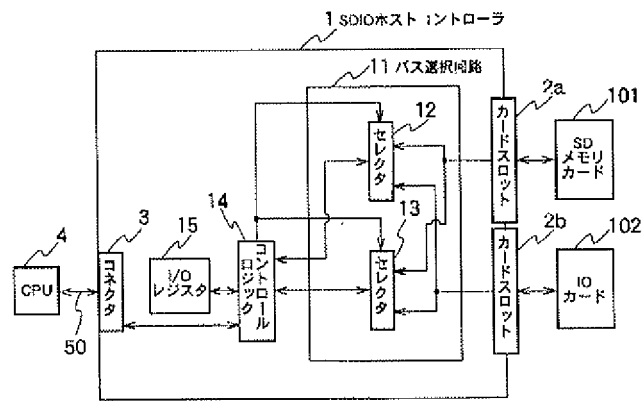 1 SDIOホストコントローラ
11 バス選択回路
2a
101
12
カードスロット
SD
メモリ
カード
セレクタ
14
13
2b
102
3
15
4
コネクタ
I/O
レジスタ
コントロール
ロジック
セレクタ
カードスロット
IO
カード
CPU
50